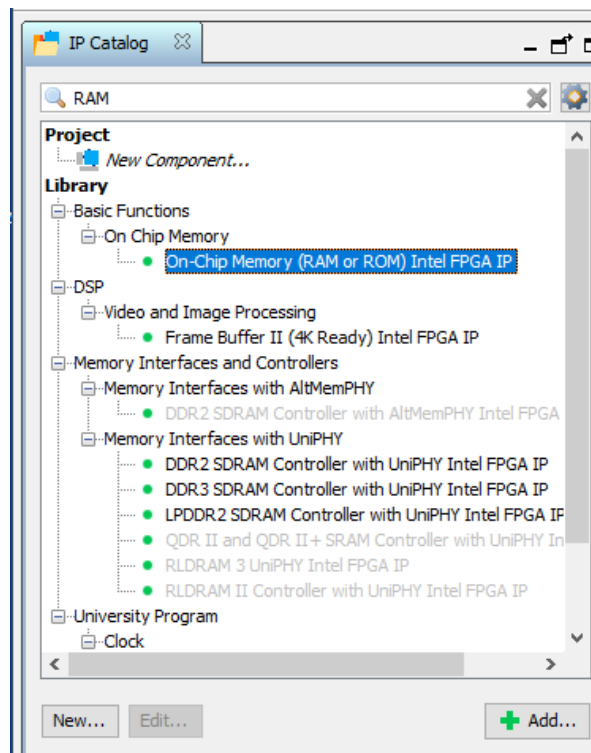 IP Catalog
RAM
Project
New Component...
Library
Basic Functions
On Chip Memory
On-Chip Memory (RAM or ROM) Intel FPGA IP
DSP
Video and Image Processing
Frame Buffer II (4K Ready) Intel FPGA IP
Memory Interfaces and Controllers
Memory Interfaces with AltMemPHY
DDR2 SDRAM Controller with AltMemPHY Intel FPGA
Memory Interfaces with UniPHY
DDR2 SDRAM Controller with UniPHY Intel FPGA IP
DDR3 SDRAM Controller with UniPHY Intel FPGA IP
LPDDR2 SDRAM Controller with UniPHY Intel FPGA IP
QDR II and QDR II+ SRAM Controller with UniPHY In
RLDRAM 3 UniPHY Intel FPGA IP
RLDRAM II Controller with UniPHY Intel FPGA IP
University Program
Clock
New... Edit... Add...